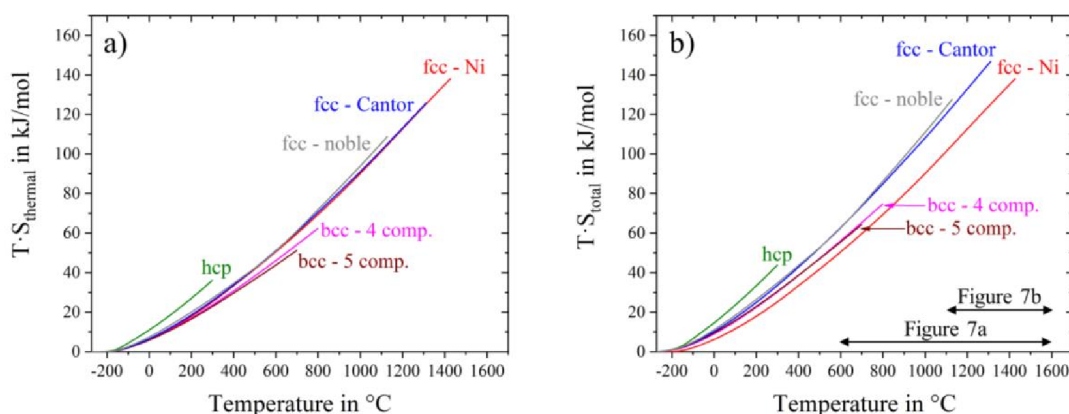 a)
T·S_thermal in kJ/mol
160
140
120
100
80
60
40
20
0
fcc - Ni
fcc - Cantor
fcc - noble
bcc - 4 comp.
hcp
bcc - 5 comp.
-200 0 200 400 600 800 1000 1200 1400 1600
Temperature in °C
b)
T·S_total in kJ/mol
160
140
120
100
80
60
40
20
0
fcc - Cantor
fcc - Ni
fcc - noble
bcc - 4 comp.
bcc - 5 comp.
hcp
Figure 7b
Figure 7a
-200 0 200 400 600 800 1000 1200 1400 1600
Temperature in °C